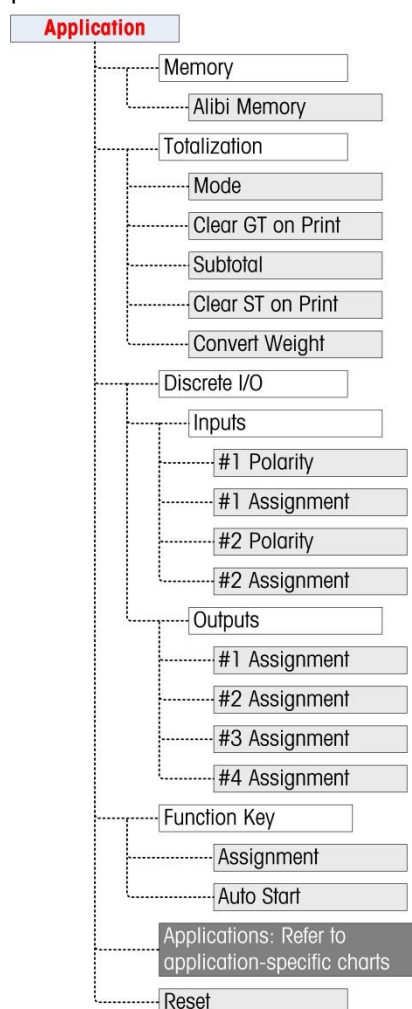 Application
Memory
Alibi Memory
Totalization
Mode
Clear GT on Print
Subtotal
Clear ST on Print
Convert Weight
Discrete I/O
Inputs
#1 Polarity
#1 Assignment
#2 Polarity
#2 Assignment
Outputs
#1 Assignment
#2 Assignment
#3 Assignment
#4 Assignment
Function Key
Assignment
Auto Start
Applications: Refer to
application-specific charts
Reset